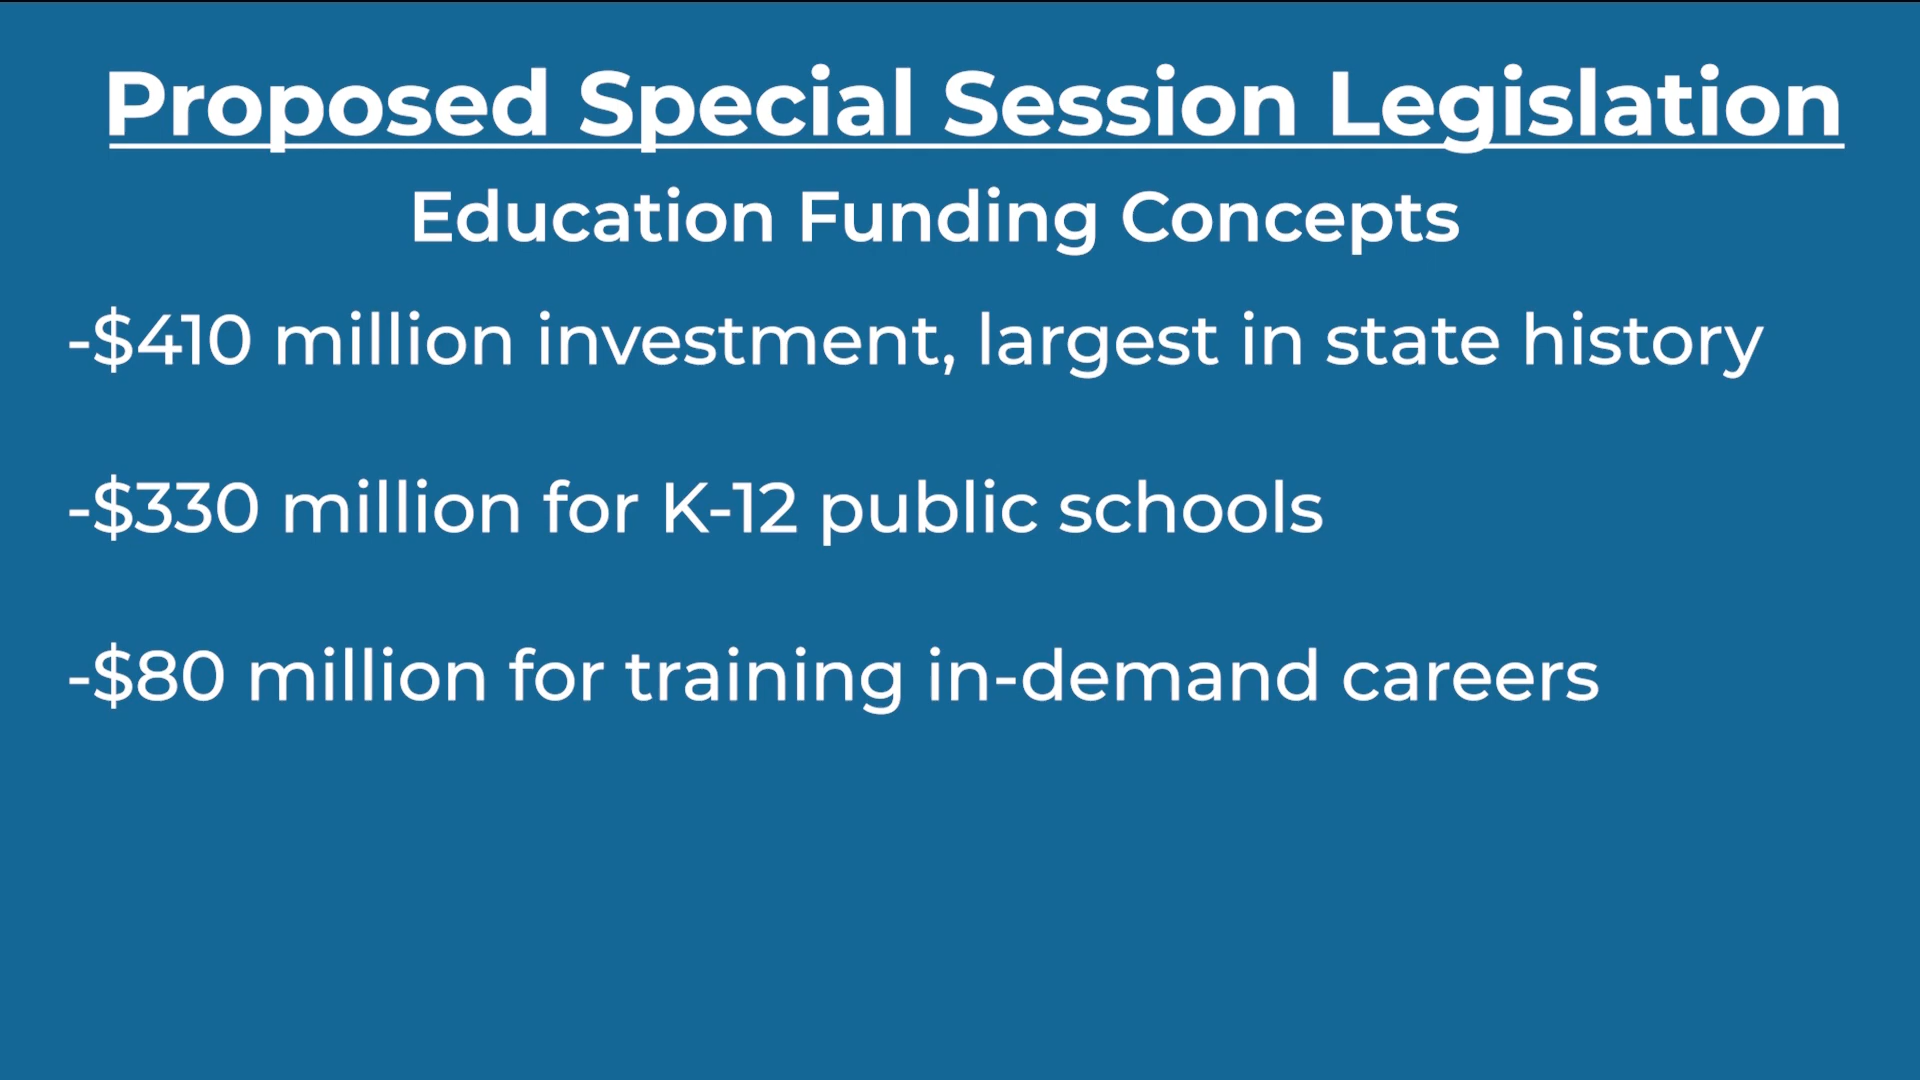 Proposed Special Session Legislation
Education Funding Concepts
-$410 million investment, largest in state history
-$330 million for K-12 public schools
-$80 million for training in-demand careers